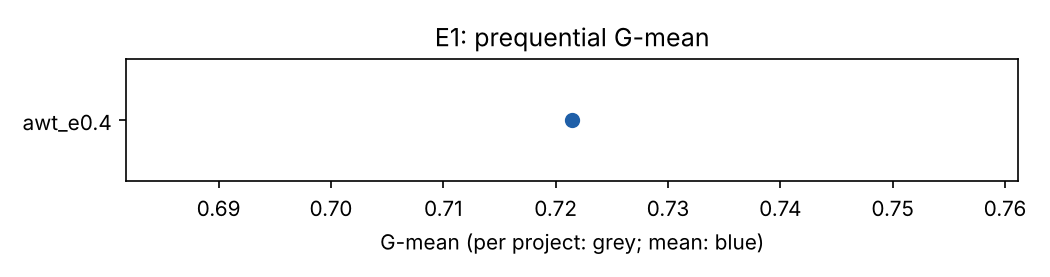 E1: prequential G-mean
awt_e0.4
0.69 0.70 0.71 0.72 0.73 0.74 0.75 0.76
G-mean (per project: grey; mean: blue)